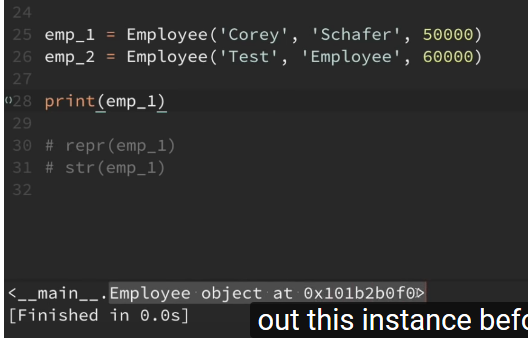 24
25 emp_1 = Employee('Corey', 'Schafer', 50000)
26 emp_2 = Employee('Test', 'Employee', 60000)
27
28 print(emp_1)
29
30 # repr(emp_1)
31 # str(emp_1)
32
<__main__.Employee object at 0x101b2b0f0>
[Finished in 0.0s]
out this instance befo